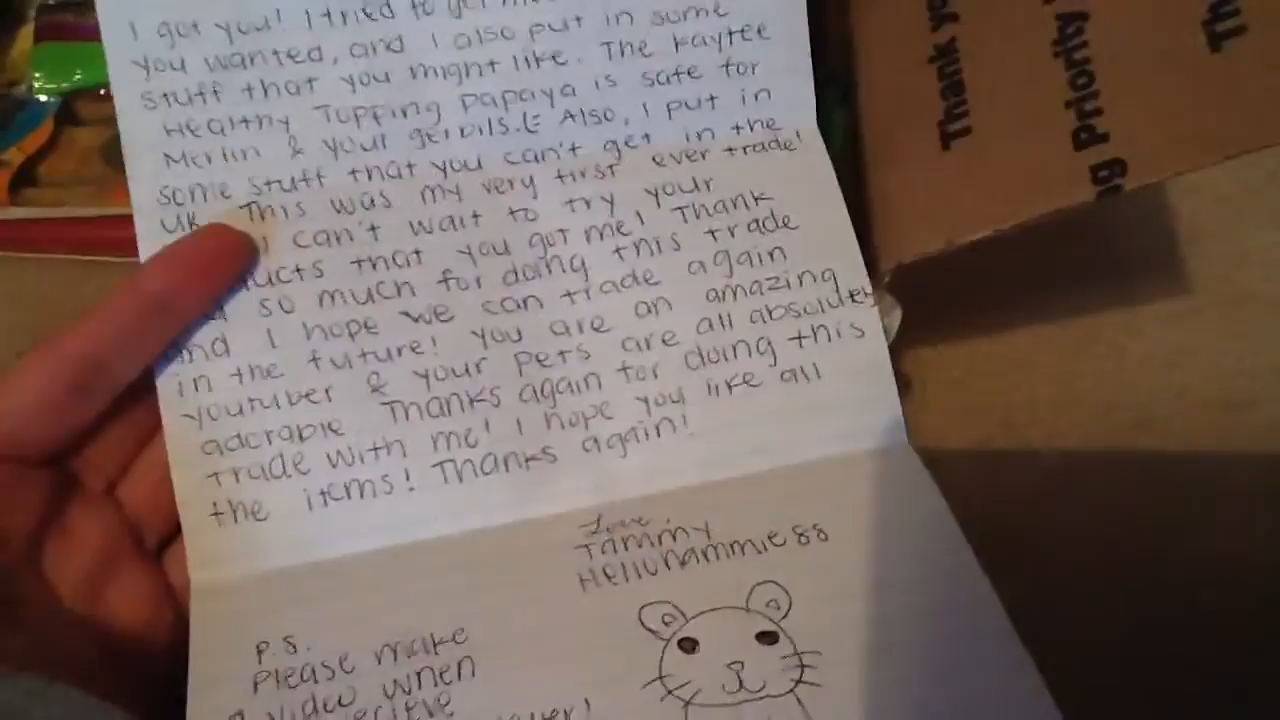 I got you! I tried to get
you wanted, and I also put in some
stuff that you might like. The Kaytee
Healthy Topping papaya is safe for
Merlin & your gerbils. Also, I put in
some stuff that you can't get in the
UK. This was my very first ever trade!
I can't wait to try your
ucts that you got me! Thank
so much for doing this trade
and I hope we can trade again
in the future! You are an amazing
youtuber & your pets are all absolutely
adorable Thanks again for doing this
trade with me! I hope you like all
the items! Thanks again!
Love
Tammy
Hellohammie88
P.S.
Please make
a video when
recieve
Thank yo
Priority
Th